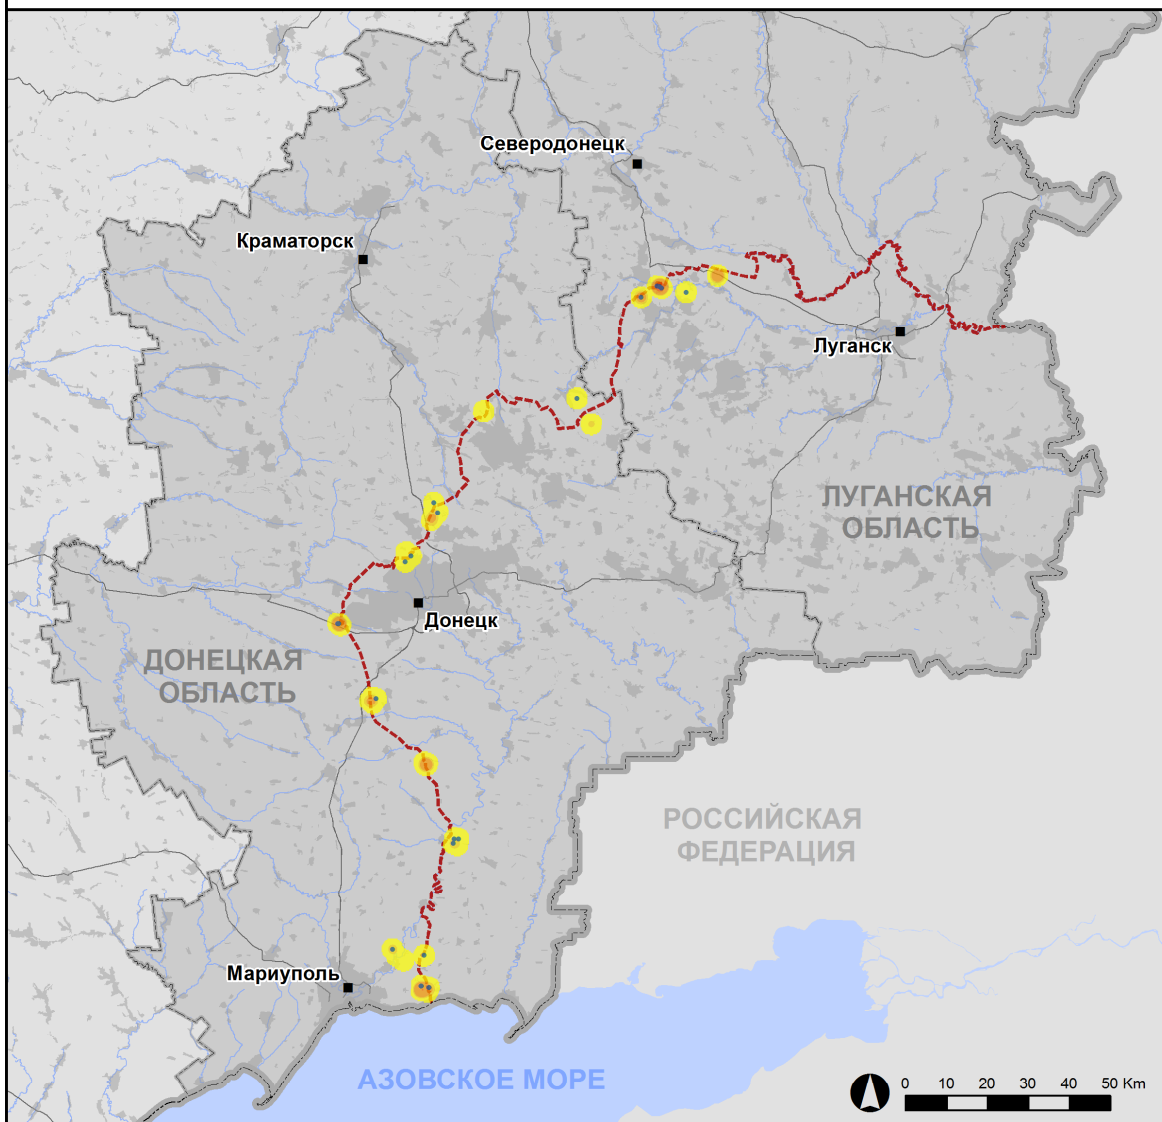 Северодонецк
Краматорск
Луганск
ЛУГАНСКАЯ
ОБЛАСТЬ
Донецк
ДОНЕЦКАЯ
ОБЛАСТЬ
РОССИЙСКАЯ
ФЕДЕРАЦИЯ
Мариуполь
АЗОВСКОЕ МОРЕ
0 10 20 30 40 50 Km